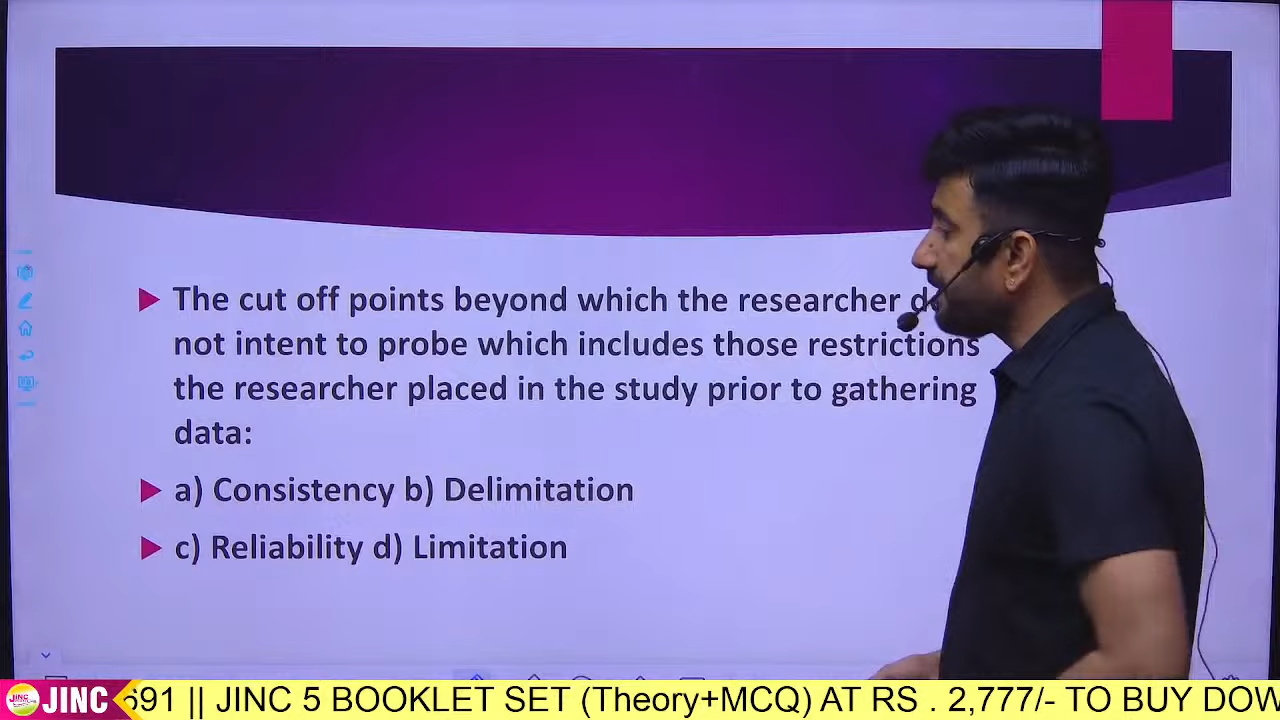 The cut off points beyond which the researcher
not intent to probe which includes those restrictions
the researcher placed in the study prior to gathering
data:
a) Consistency b) Delimitation
c) Reliability d) Limitation
JINC 691 || JINC 5 BOOKLET SET (Theory+MCQ) AT RS . 2,777/- TO BUY DOW